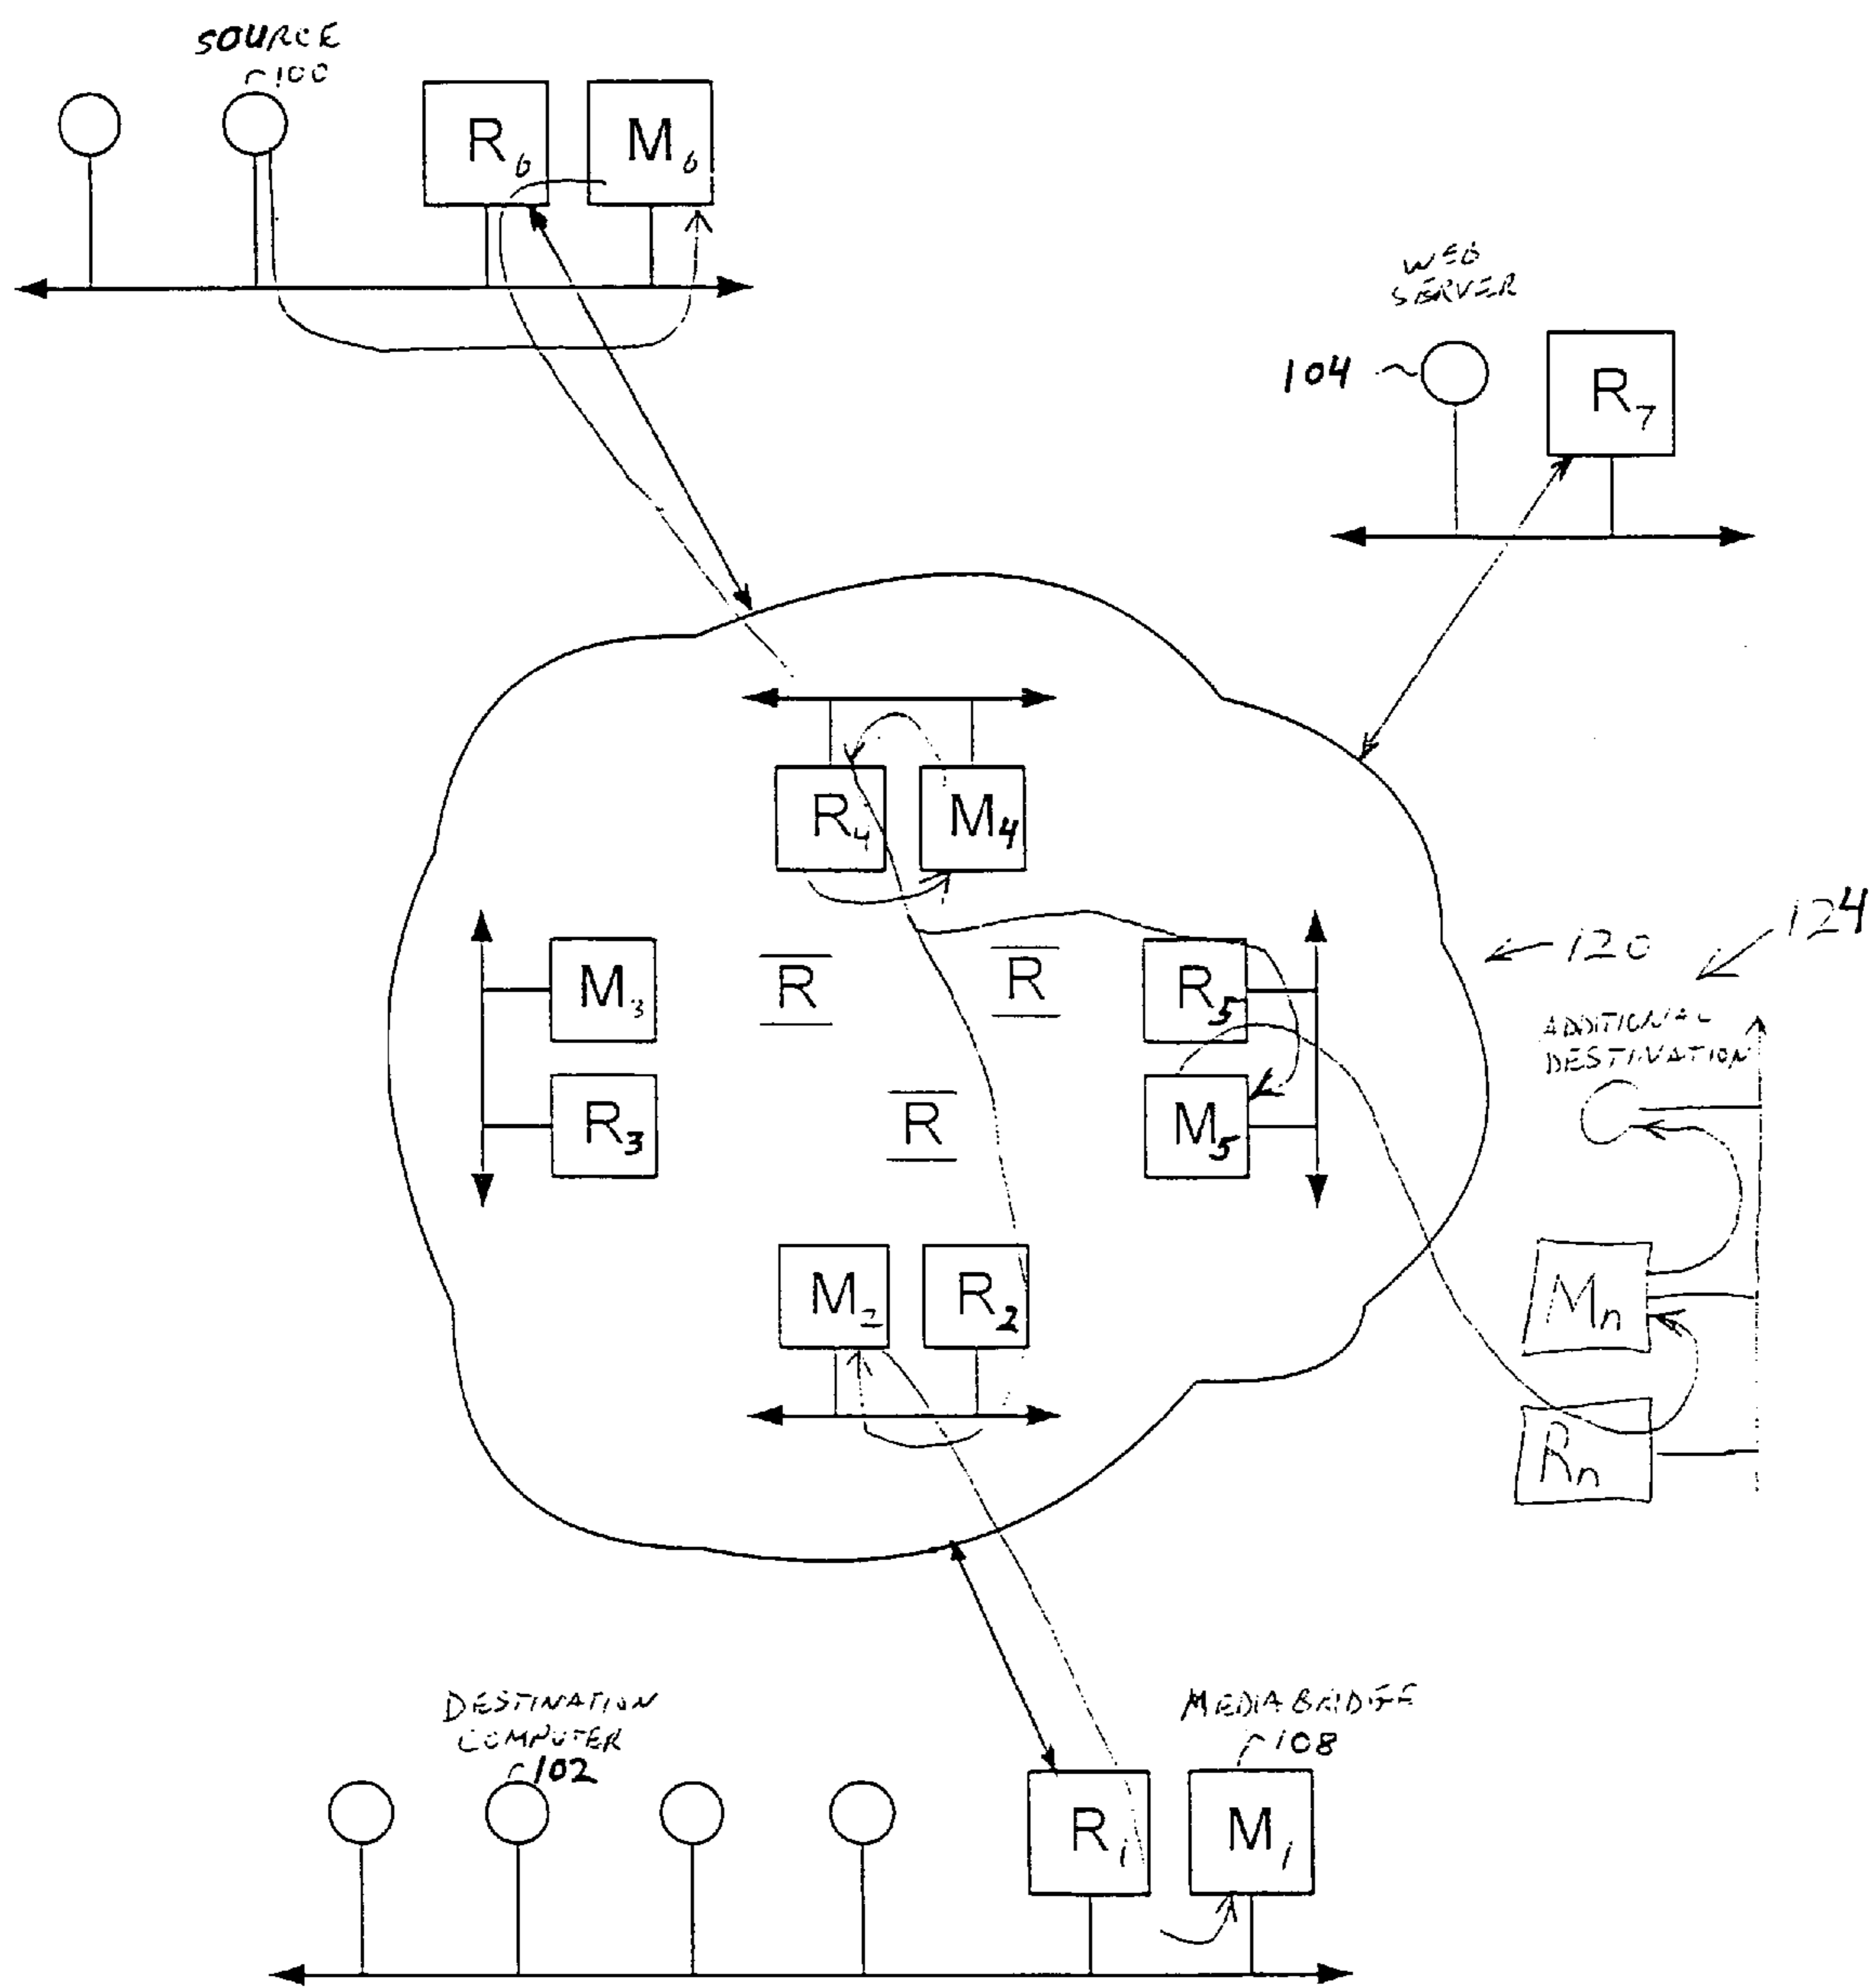 SOURCE
100
R6
M6
WEB
SERVER
104
R7
R4
M4
120
124
M3
R
R
R5
ADDITIONAL
DESTINATION
R3
R
M5
M2
R2
Mn
Rn
DESTINATION
COMPUTER
102
MEDIA BRIDGE
108
R1
M1